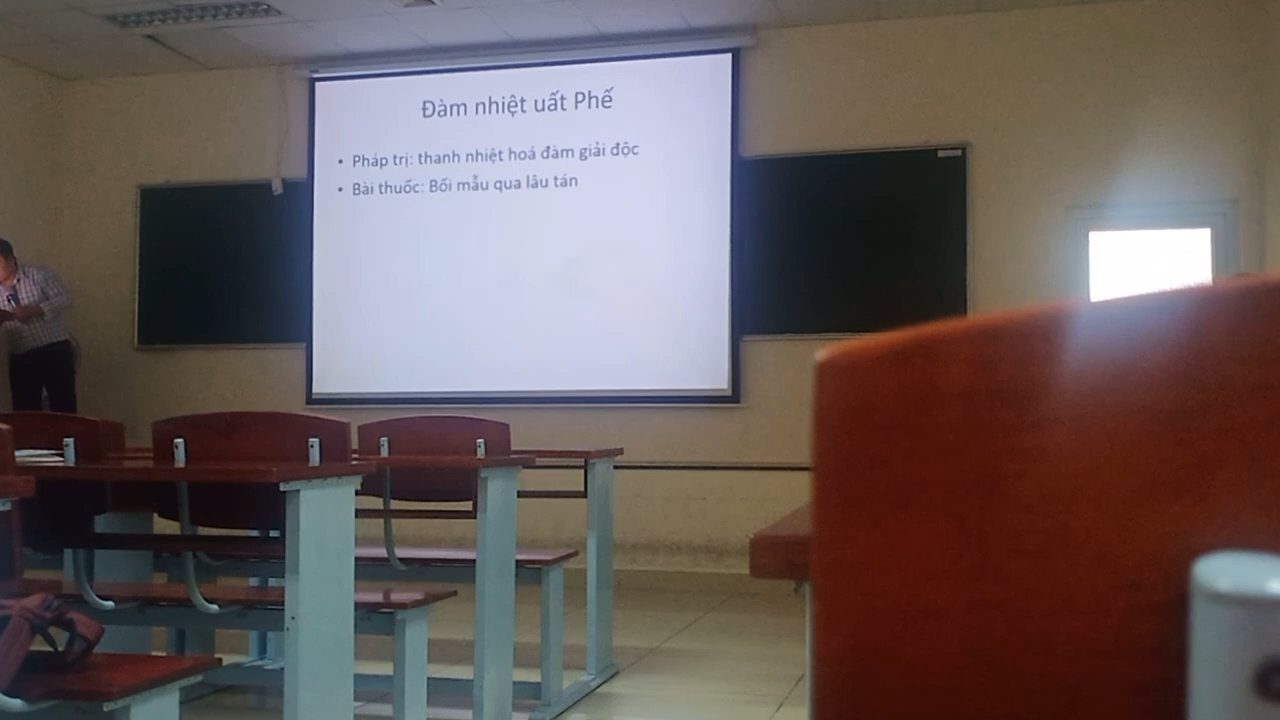 Đàm nhiệt uất Phế
• Pháp trị: thanh nhiệt hoá đàm giải độc
• Bài thuốc: Bối mẫu qua lâu tán